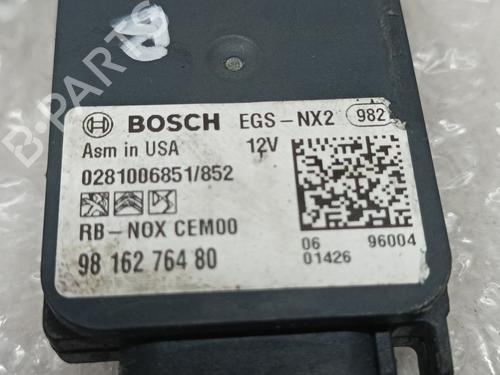 B-PARTS
BOSCH EGS-NX2 982
Asm in USA 12V
0281006851/852
RB-NOX CEM00
98 162 764 80
06 96004
01426